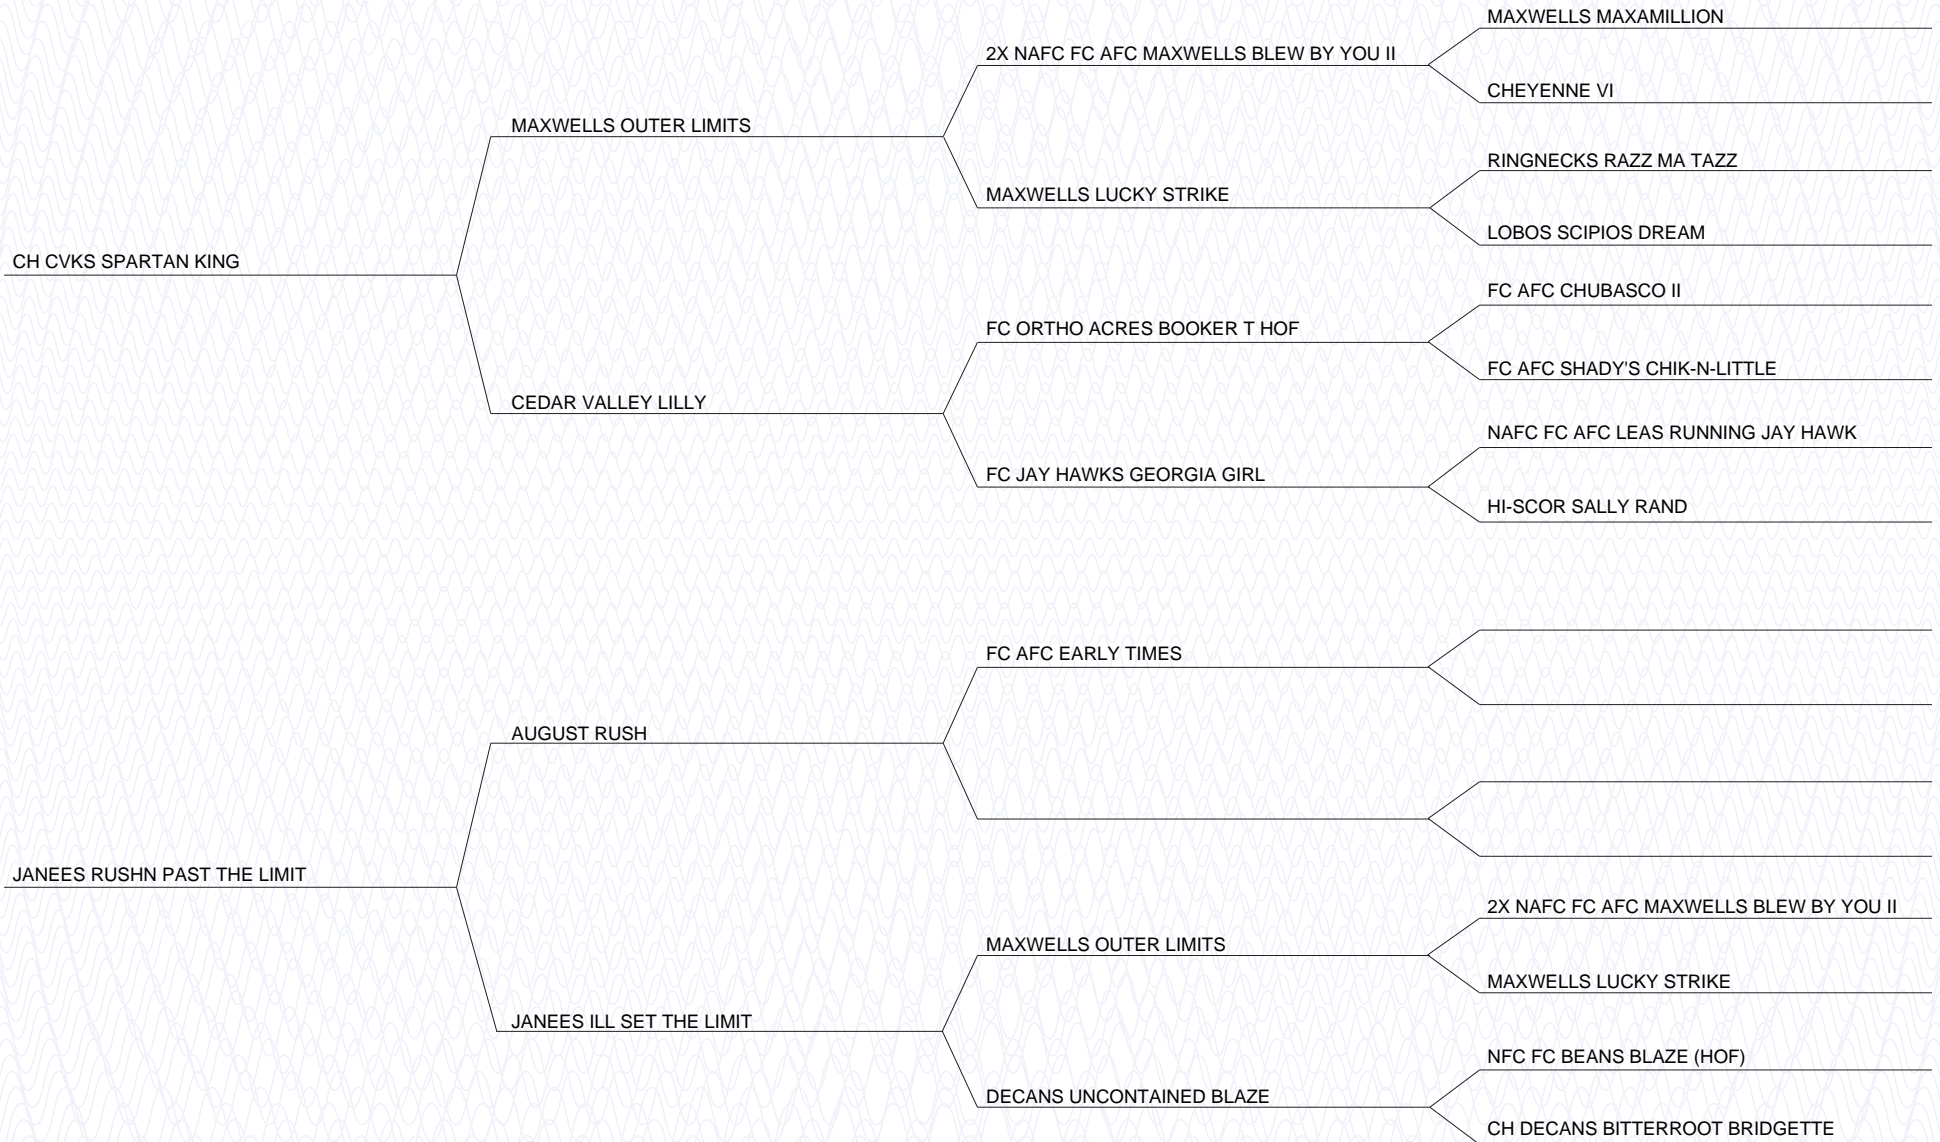 MAXWELLS MAXAMILLION
2X NAFC FC AFC MAXWELLS BLEW BY YOU II
CHEYENNE VI
MAXWELLS OUTER LIMITS
RINGNECKS RAZZ MA TAZZ
MAXWELLS LUCKY STRIKE
LOBOS SCIPIOS DREAM
CH CVKS SPARTAN KING
FC AFC CHUBASCO II
FC ORTHO ACRES BOOKER T HOF
FC AFC SHADY'S CHIK-N-LITTLE
CEDAR VALLEY LILLY
NAFC FC AFC LEAS RUNNING JAY HAWK
FC JAY HAWKS GEORGIA GIRL
HI-SCOR SALLY RAND
FC AFC EARLY TIMES
AUGUST RUSH
JANEES RUSHN PAST THE LIMIT
2X NAFC FC AFC MAXWELLS BLEW BY YOU II
MAXWELLS OUTER LIMITS
MAXWELLS LUCKY STRIKE
JANEES ILL SET THE LIMIT
NFC FC BEANS BLAZE (HOF)
DECANS UNCONTAINED BLAZE
CH DECANS BITTERROOT BRIDGETTE